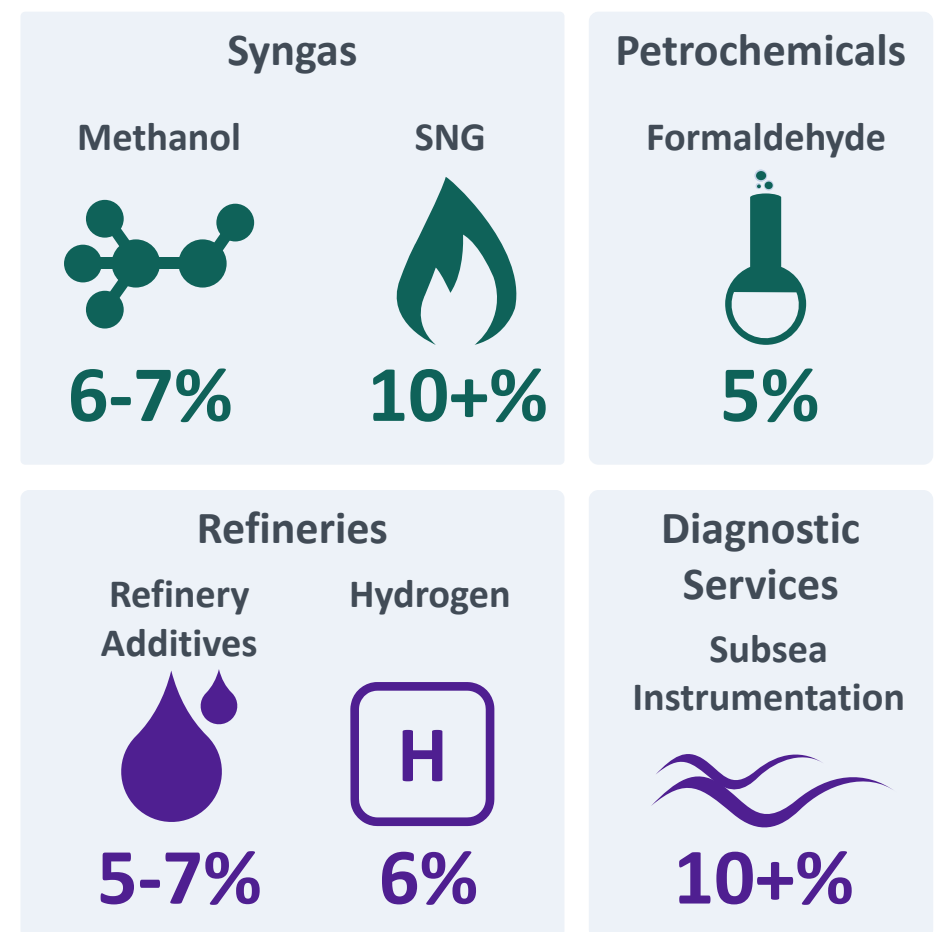 Syngas
Methanol
SNG
6-7%
10+%
Petrochemicals
Formaldehyde
5%
Refineries
Refinery
Additives
Hydrogen
H
5-7%
6%
Diagnostic
Services
Subsea
Instrumentation
10+%